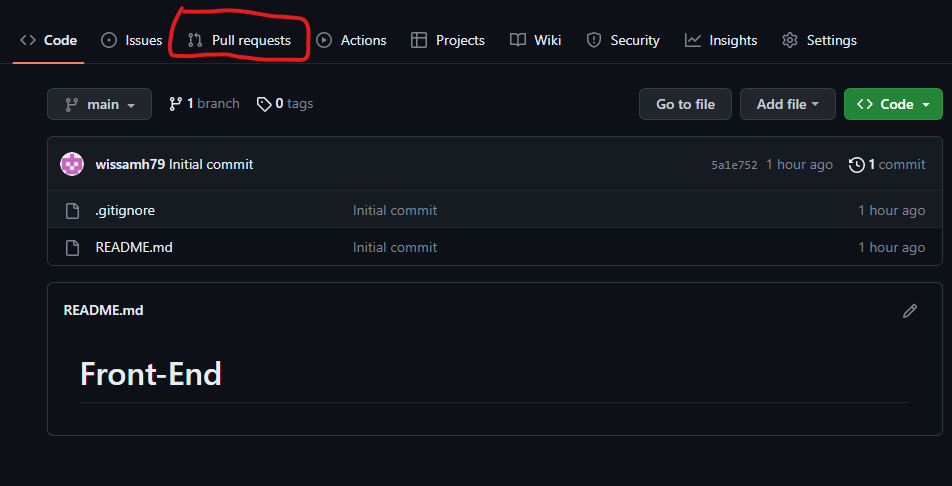 Code Issues Pull requests Actions Projects Wiki Security Insights Settings
main 1 branch 0 tags Go to file Add file Code
wissamh79 Initial commit 5a1e752 1 hour ago 1 commit
.gitignore Initial commit 1 hour ago
README.md Initial commit 1 hour ago
README.md
Front-End